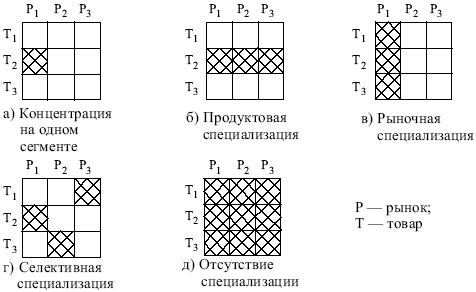 P1 P2 P3
T1
T2
T3
а) Концентрация
на одном
сегменте
P1 P2 P3
T1
T2
T3
б) Продуктовая
специализация
P1 P2 P3
T1
T2
T3
в) Рыночная
специализация
P1 P2 P3
T1
T2
T3
г) Селективная
специализация
P1 P2 P3
T1
T2
T3
д) Отсутствие
специализации
Р — рынок;
Т — товар